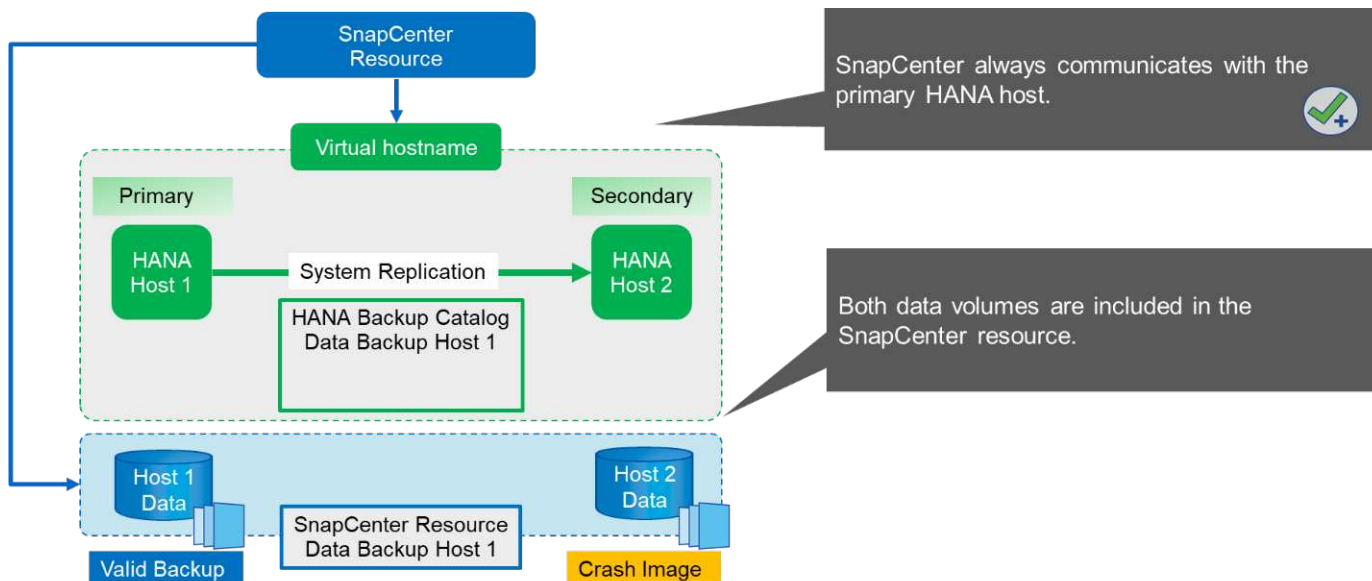 SnapCenter
Resource
SnapCenter always communicates with the
primary HANA host.
Virtual hostname
Primary
Secondary
HANA
Host 1
System Replication
HANA
Host 2
HANA Backup Catalog
Data Backup Host 1
Both data volumes are included in the
SnapCenter resource.
Host 1
Data
Host 2
Data
SnapCenter Resource
Data Backup Host 1
Valid Backup
Crash Image